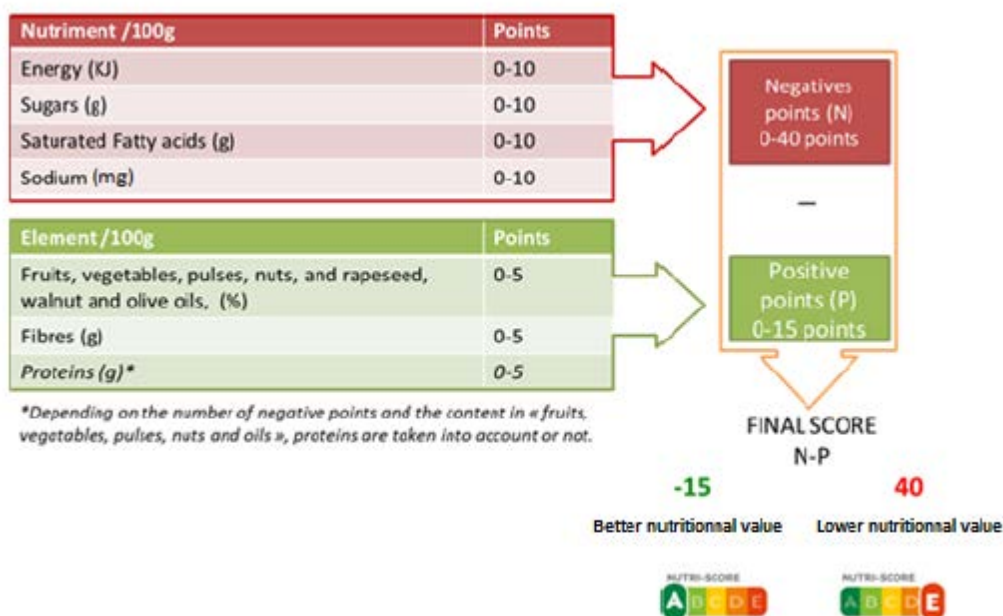 Nutriment /100g Points
Energy (KJ) 0-10
Sugars (g) 0-10
Saturated Fatty acids (g) 0-10
Sodium (mg) 0-10
Negatives
points (N)
0-40 points
–
Element /100g Points
Fruits, vegetables, pulses, nuts, and rapeseed, 0-5
walnut and olive oils, (%)
Fibres (g) 0-5
Proteins (g)* 0-5
Positive
points (P)
0-15 points
*Depending on the number of negative points and the content in « fruits,
vegetables, pulses, nuts and oils », proteins are taken into account or not.
FINAL SCORE
N-P
-15 40
Better nutritionnal value Lower nutritionnal value
NUTRI-SCORE NUTRI-SCORE
A B C D E A B C D E